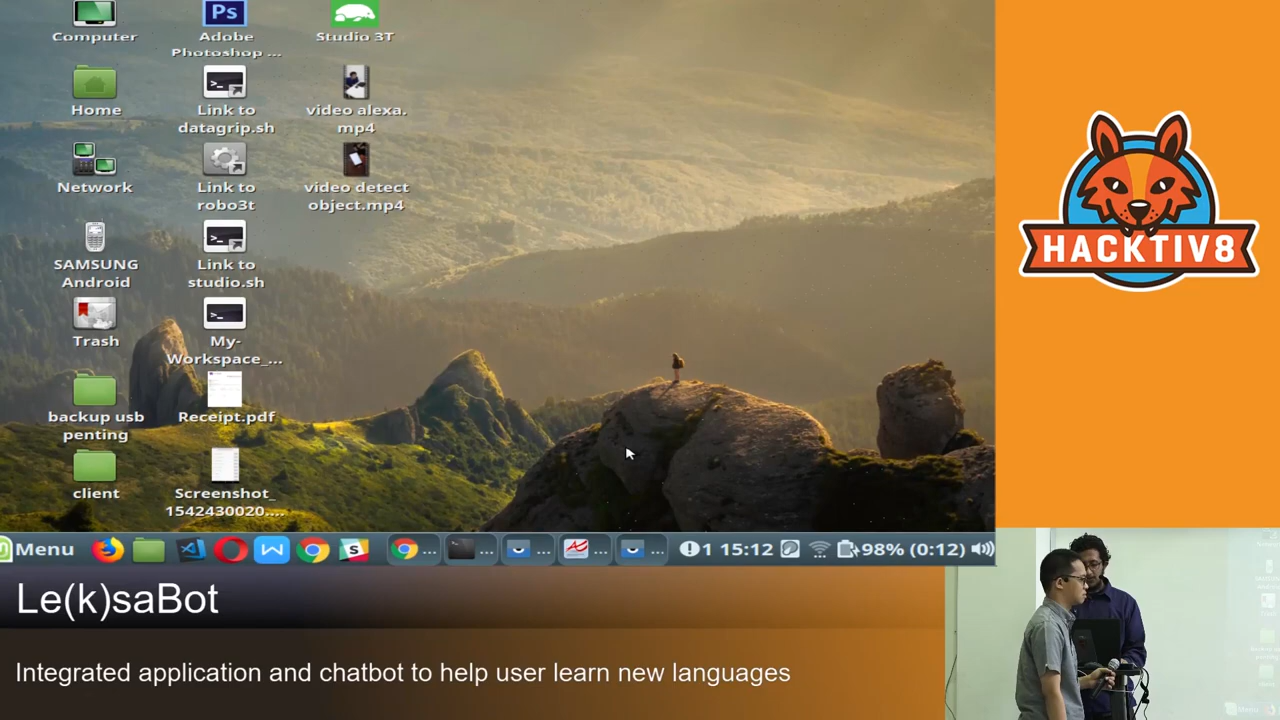 Computer
Adobe
Photoshop ...
Studio 3T
Ps
Home
Link to
datagrip.sh
video alexa.
mp4
Network
Link to
robo3t
video detect
object.mp4
SAMSUNG
Android
Link to
studio.sh
Trash
My-
Workspace_...
backup usb
penting
Receipt.pdf
client
Screenshot_
1542430020....
Menu
1 15:12
98% (0:12)
HACKTIV8
Le(k)saBot
Integrated application and chatbot to help user learn new languages